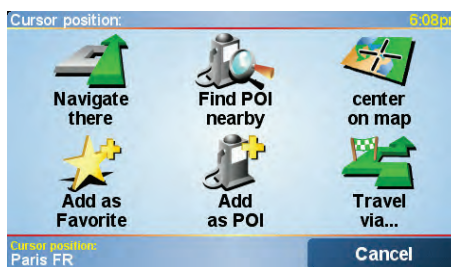 Cursor position:
6:08p
Navigate
there
Find POI
nearby
center
on map
Add as
Favorite
Add
as POI
Travel
via...
Cursor position:
Paris FR
Cancel